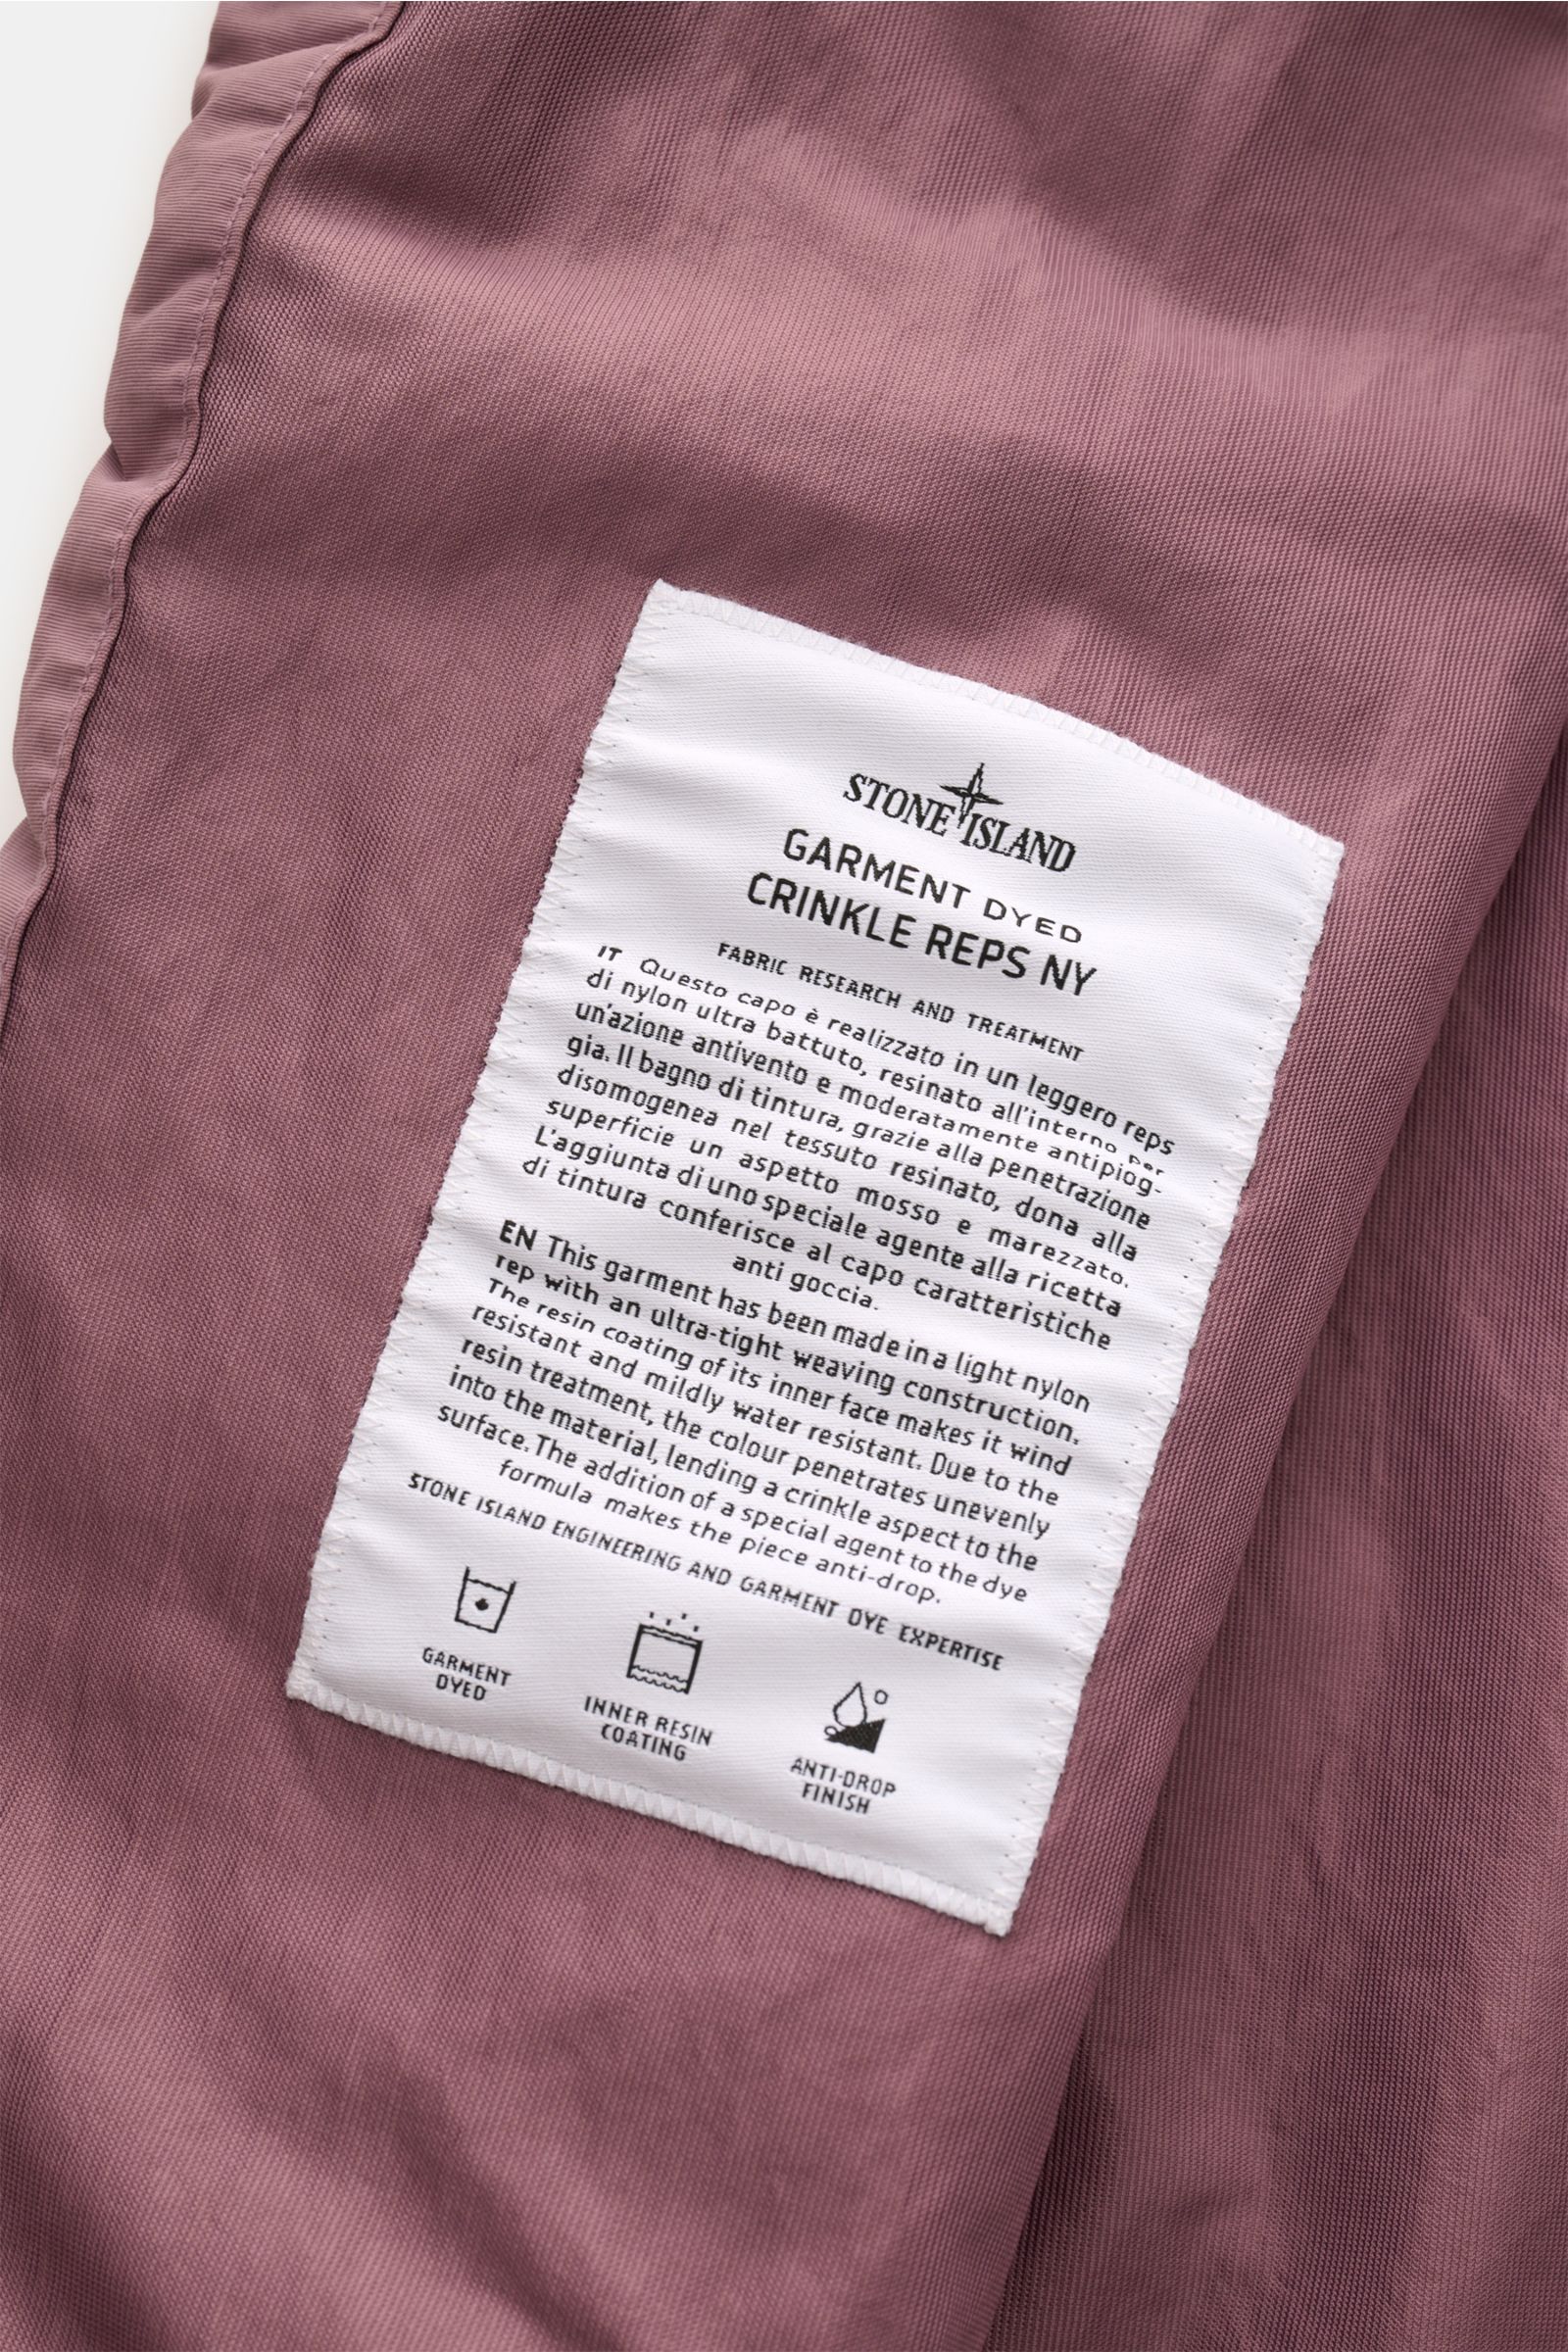 STONE ISLAND
GARMENT DYED
CRINKLE REPS NY
FABRIC RESEARCH AND TREATMENT
IT Questo capo è realizzato in un leggero reps
di nylon ultra battuto, resinato all'interno per
un'azione antivento e moderatamente antipiog-
gia. Il bagno di tintura, grazie alla penetrazione
disomogenea nel tessuto resinato, dona alla
superficie un aspetto mosso e marezzato.
L'aggiunta di uno speciale agente alla ricetta
di tintura conferisce al capo caratteristiche
anti goccia.
EN This garment has been made in a light nylon
rep with an ultra-tight weaving construction.
The resin coating of its inner face makes it wind
resistant and mildly water resistant. Due to the
resin treatment, the colour penetrates unevenly
into the material, lending a crinkle aspect to the
surface. The addition of a special agent to the dye
formula makes the piece anti-drop.
STONE ISLAND ENGINEERING AND GARMENT DYE EXPERTISE
GARMENT
DYED
INNER RESIN
COATING
ANTI-DROP
FINISH